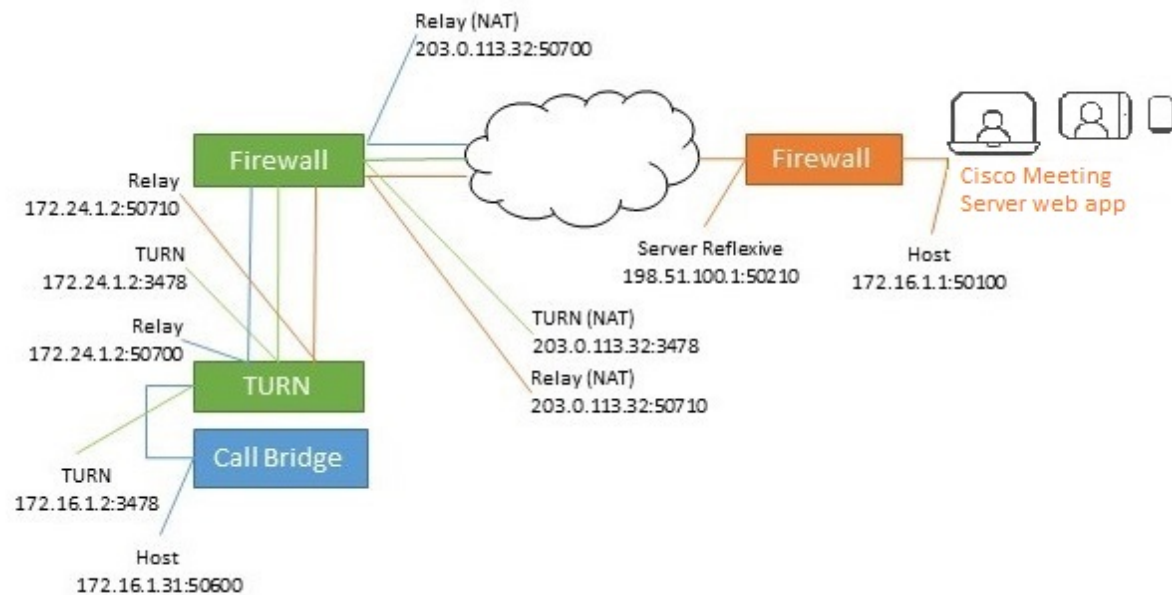 Relay (NAT)
203.0.113.32:50700
Firewall
Firewall
Cisco Meeting
Server web app
Relay
172.24.1.2:50710
TURN
172.24.1.2:3478
Relay
172.24.1.2:50700
Server Reflexive
198.51.100.1:50210
Host
172.16.1.1:50100
TURN (NAT)
203.0.113.32:3478
Relay (NAT)
203.0.113.32:50710
TURN
Call Bridge
TURN
172.16.1.2:3478
Host
172.16.1.31:50600